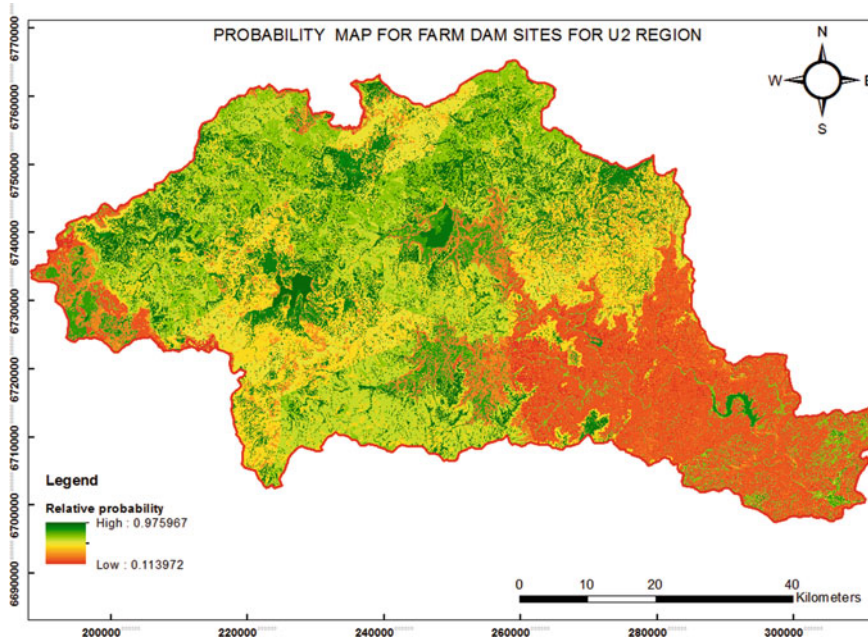 PROBABILITY MAP FOR FARM DAM SITES FOR U2 REGION
N
W E
S
6770000
6760000
6750000
6740000
6730000
6720000
6710000
6700000
6690000
Legend
Relative probability
High : 0.975967
Low : 0.113972
0 10 20 40
Kilometers
200000 220000 240000 260000 280000 300000